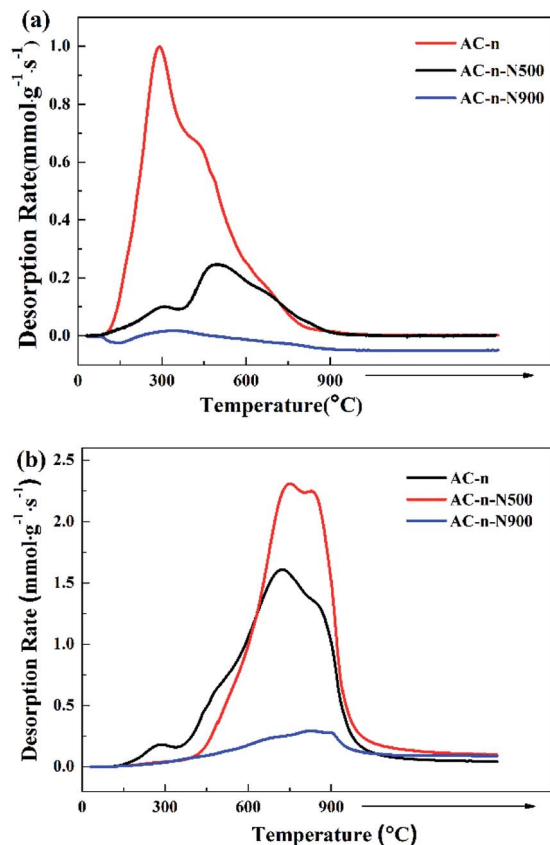 (a)
AC-n
AC-n-N500
AC-n-N900
Desorption Rate(mmol·g⁻¹·s⁻¹)
1.0
0.8
0.6
0.4
0.2
0.0
0 300 600 900
Temperature(°C)
(b)
AC-n
AC-n-N500
AC-n-N900
Desorption Rate (mmol·g⁻¹·s⁻¹)
2.5
2.0
1.5
1.0
0.5
0.0
0 300 600 900
Temperature (°C)